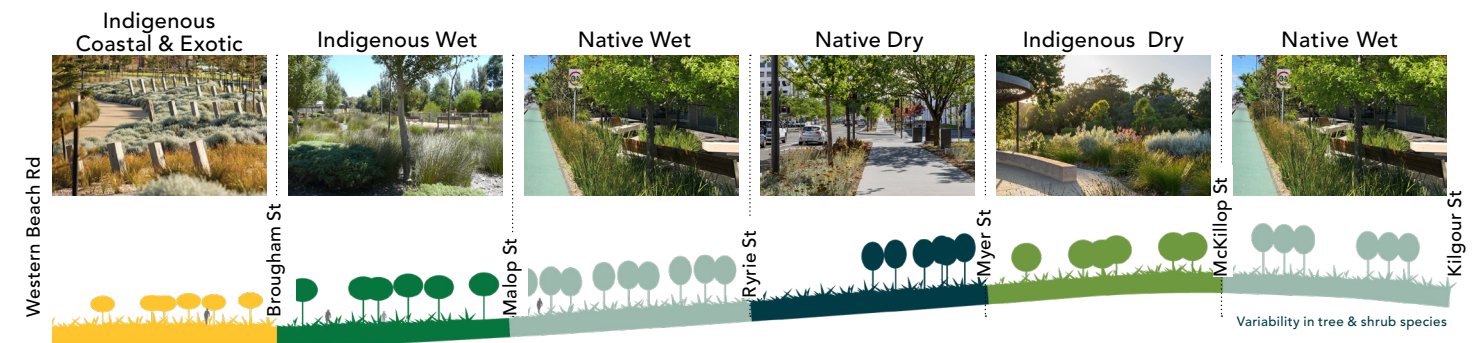 Indigenous
Coastal & Exotic
Indigenous Wet
Native Wet
Native Dry
Indigenous Dry
Native Wet
Western Beach Rd
Brougham St
Malop St
Ryrie St
Myer St
McKillop St
Kilgour St
Variability in tree & shrub species